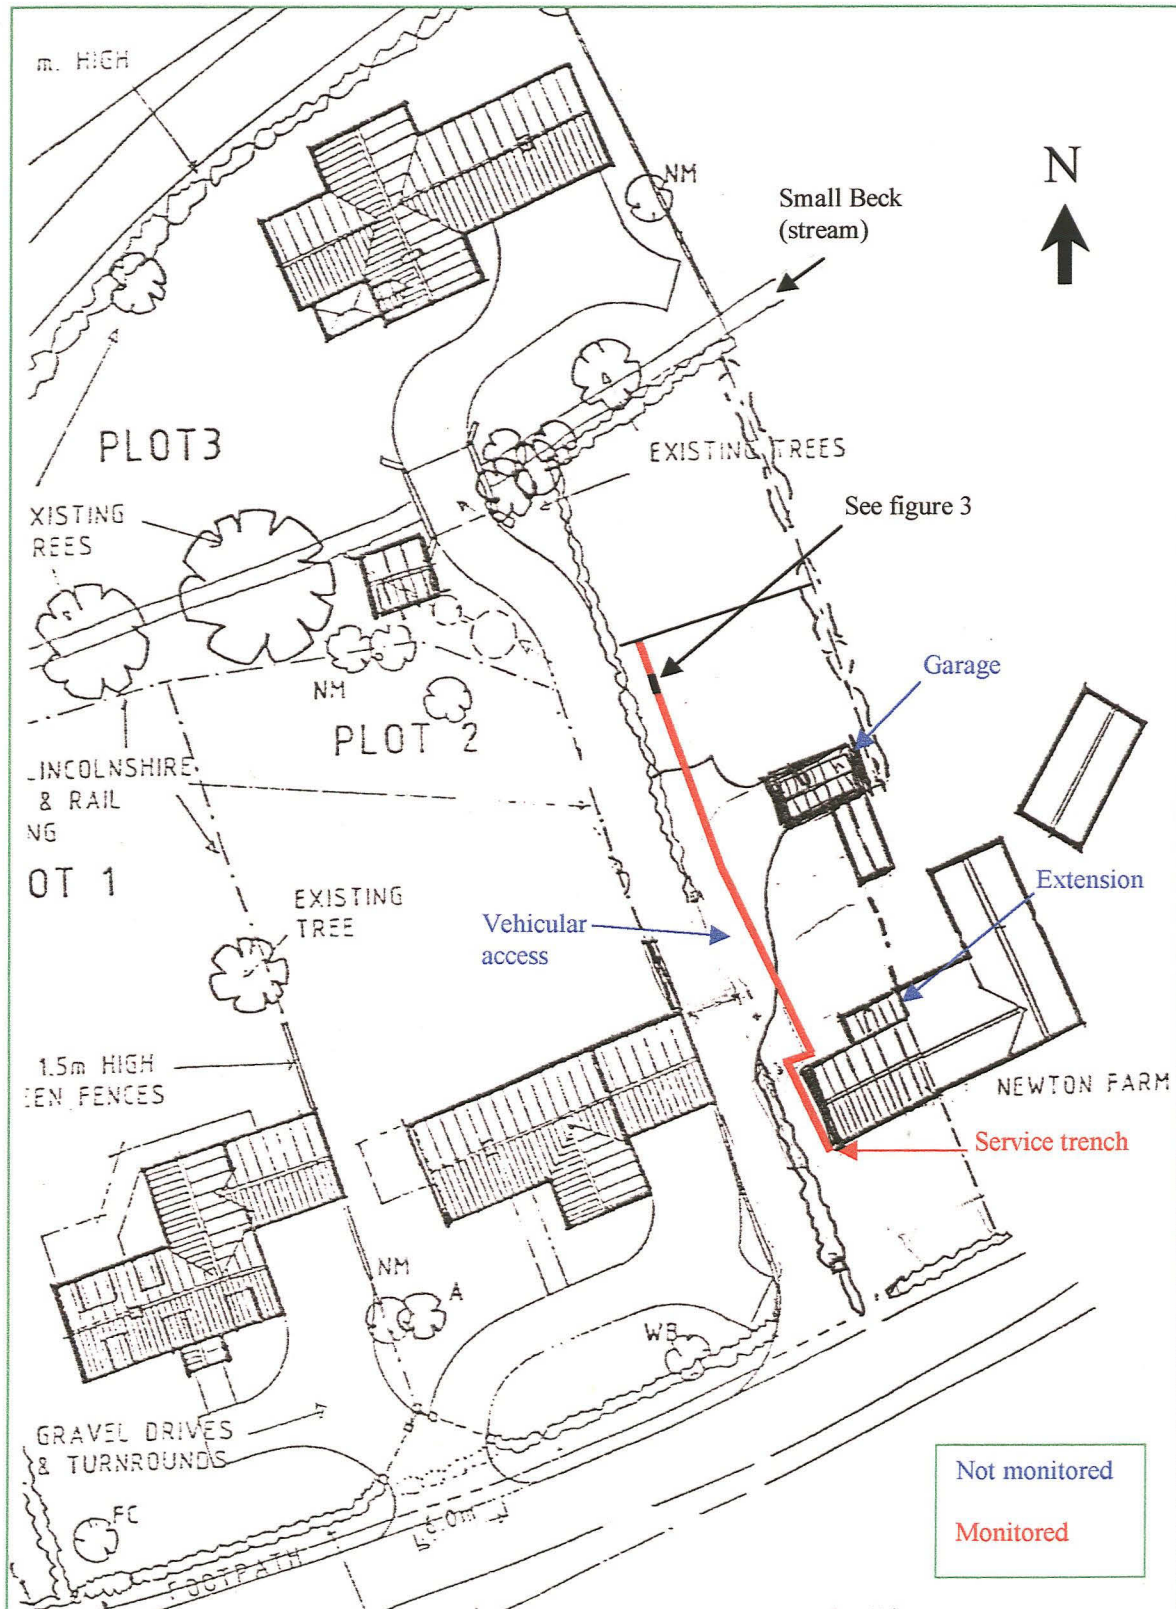 m. HIGH
N
NM
Small Beck
(stream)
PLOT3
EXISTING TREES
See figure 3
XISTING
REES
Garage
NM
PLOT 2
LINCOLNSHIRE
& RAIL
NG
OT 1
Extension
EXISTING
TREE
Vehicular
access
1.5m HIGH
EEN FENCES
NEWTON FARM
Service trench
NM
A
WB
GRAVEL DRIVES
& TURNROUNDS
FC
FOOTPATH
Not monitored
Monitored